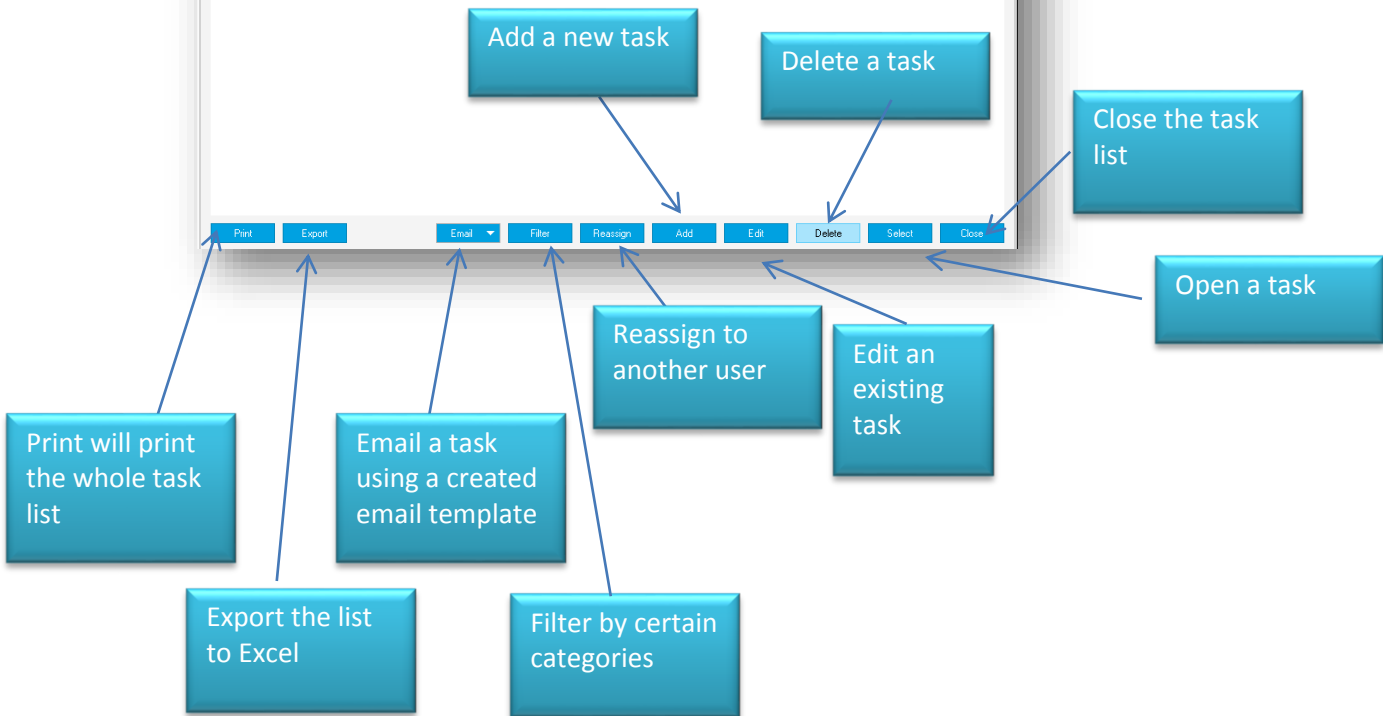 Add a new task
Delete a task
Close the task
list
Print
Export
Email
Filter
Reassign
Add
Edit
Delete
Select
Close
Open a task
Reassign to
another user
Edit an
existing
task
Print will print
the whole task
list
Email a task
using a created
email template
Export the list
to Excel
Filter by certain
categories